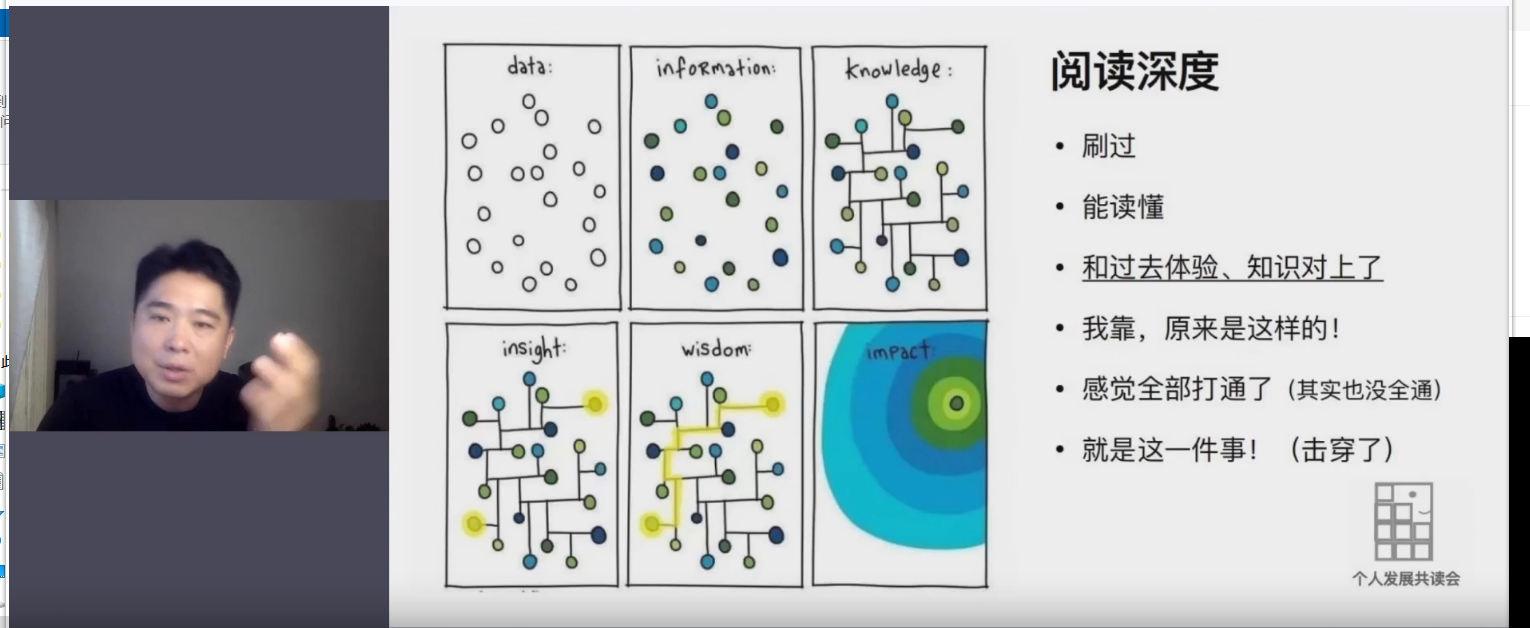 data:
information:
knowledge:
insight:
wisdom:
impact:
阅读深度
• 刷过
• 能读懂
• 和过去体验、知识对上了
• 我靠，原来是这样的！
• 感觉全部打通了（其实也没全通）
• 就是这一件事！（击穿了）
个人发展共读会